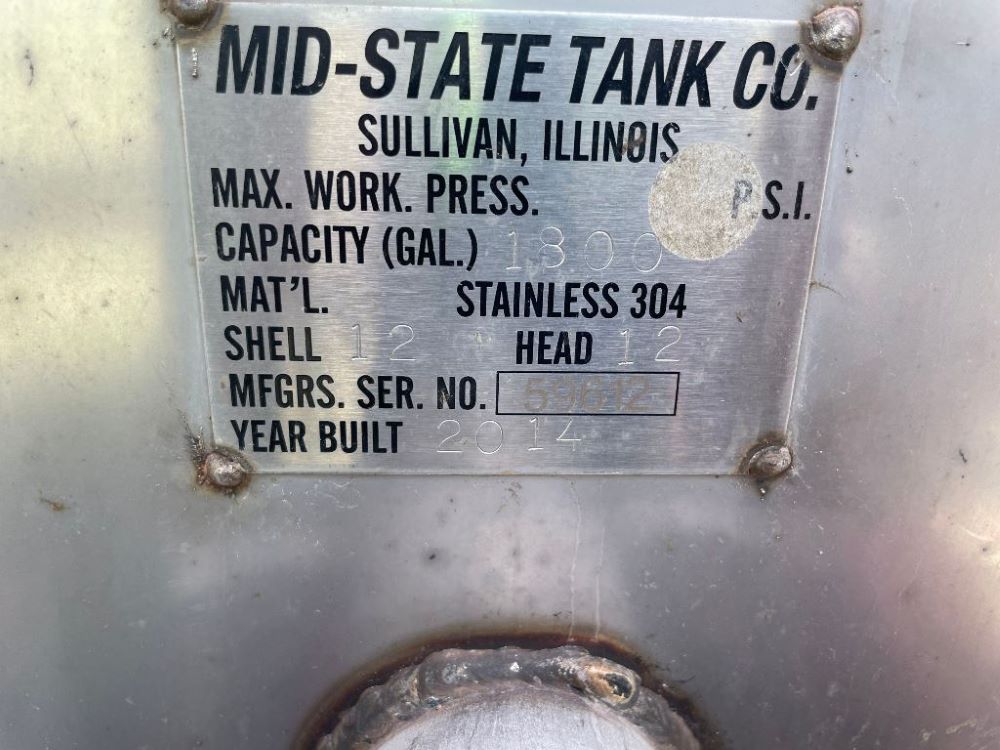 MID-STATE TANK CO.
SULLIVAN, ILLINOIS
MAX. WORK. PRESS. P.S.I.
CAPACITY (GAL.) 1800
MAT'L. STAINLESS 304
SHELL 12 HEAD 12
MFGRS. SER. NO. 59612
YEAR BUILT 2014